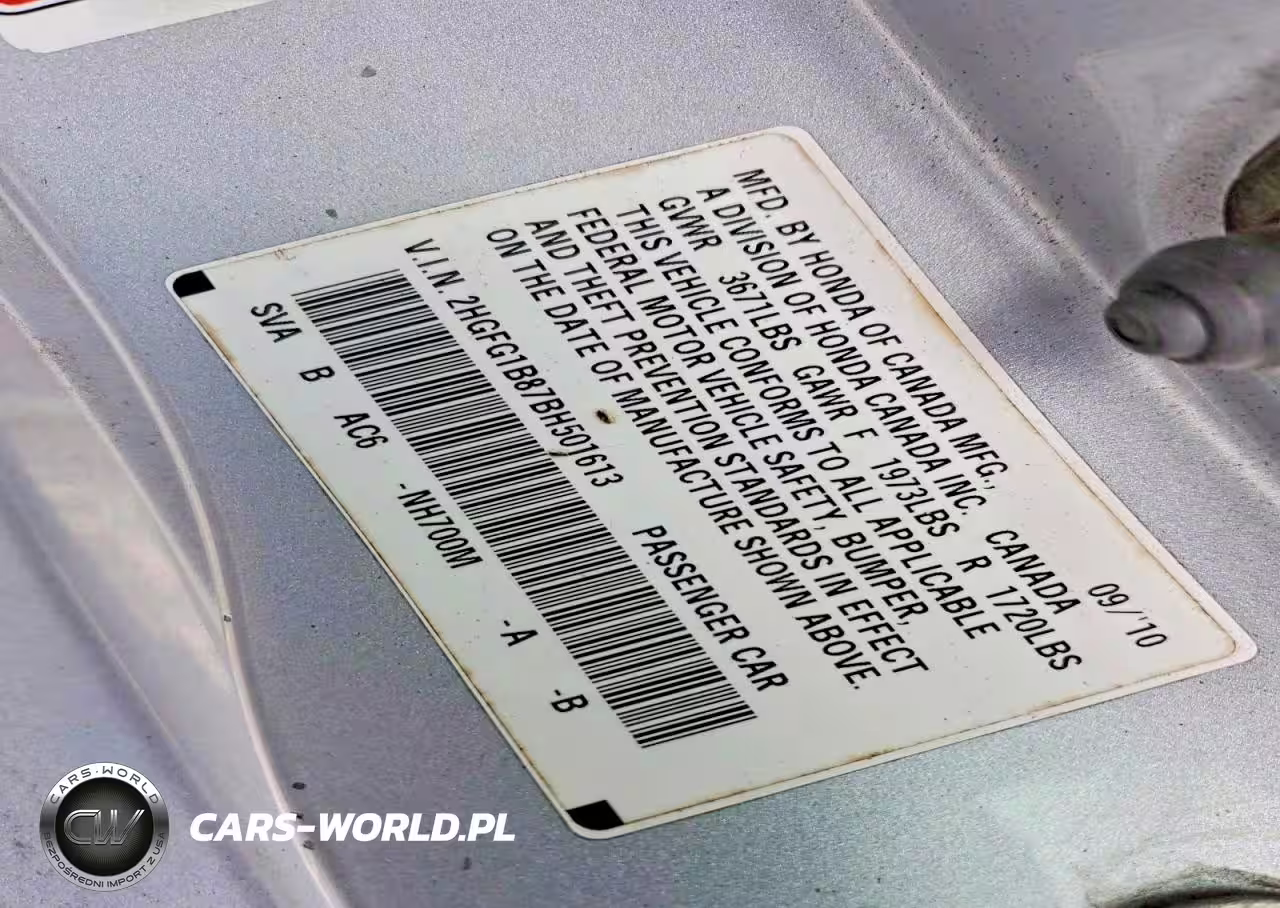 MFD. BY HONDA OF CANADA MFG., 09/'10
A DIVISION OF HONDA CANADA INC, CANADA
GVWR 3671LBS GAWR F 1973LBS R 1720LBS
THIS VEHICLE CONFORMS TO ALL APPLICABLE
FEDERAL MOTOR VEHICLE SAFETY, BUMPER,
AND THEFT PREVENTION STANDARDS IN EFFECT
ON THE DATE OF MANUFACTURE SHOWN ABOVE.
V.I.N. 2HGFG1B87BH501613 PASSENGER CAR
SVA B AC6 -NH700M -A -B
CARS-WORLD
CW
BEZPOŚREDNI IMPORT Z USA
CARS-WORLD.PL